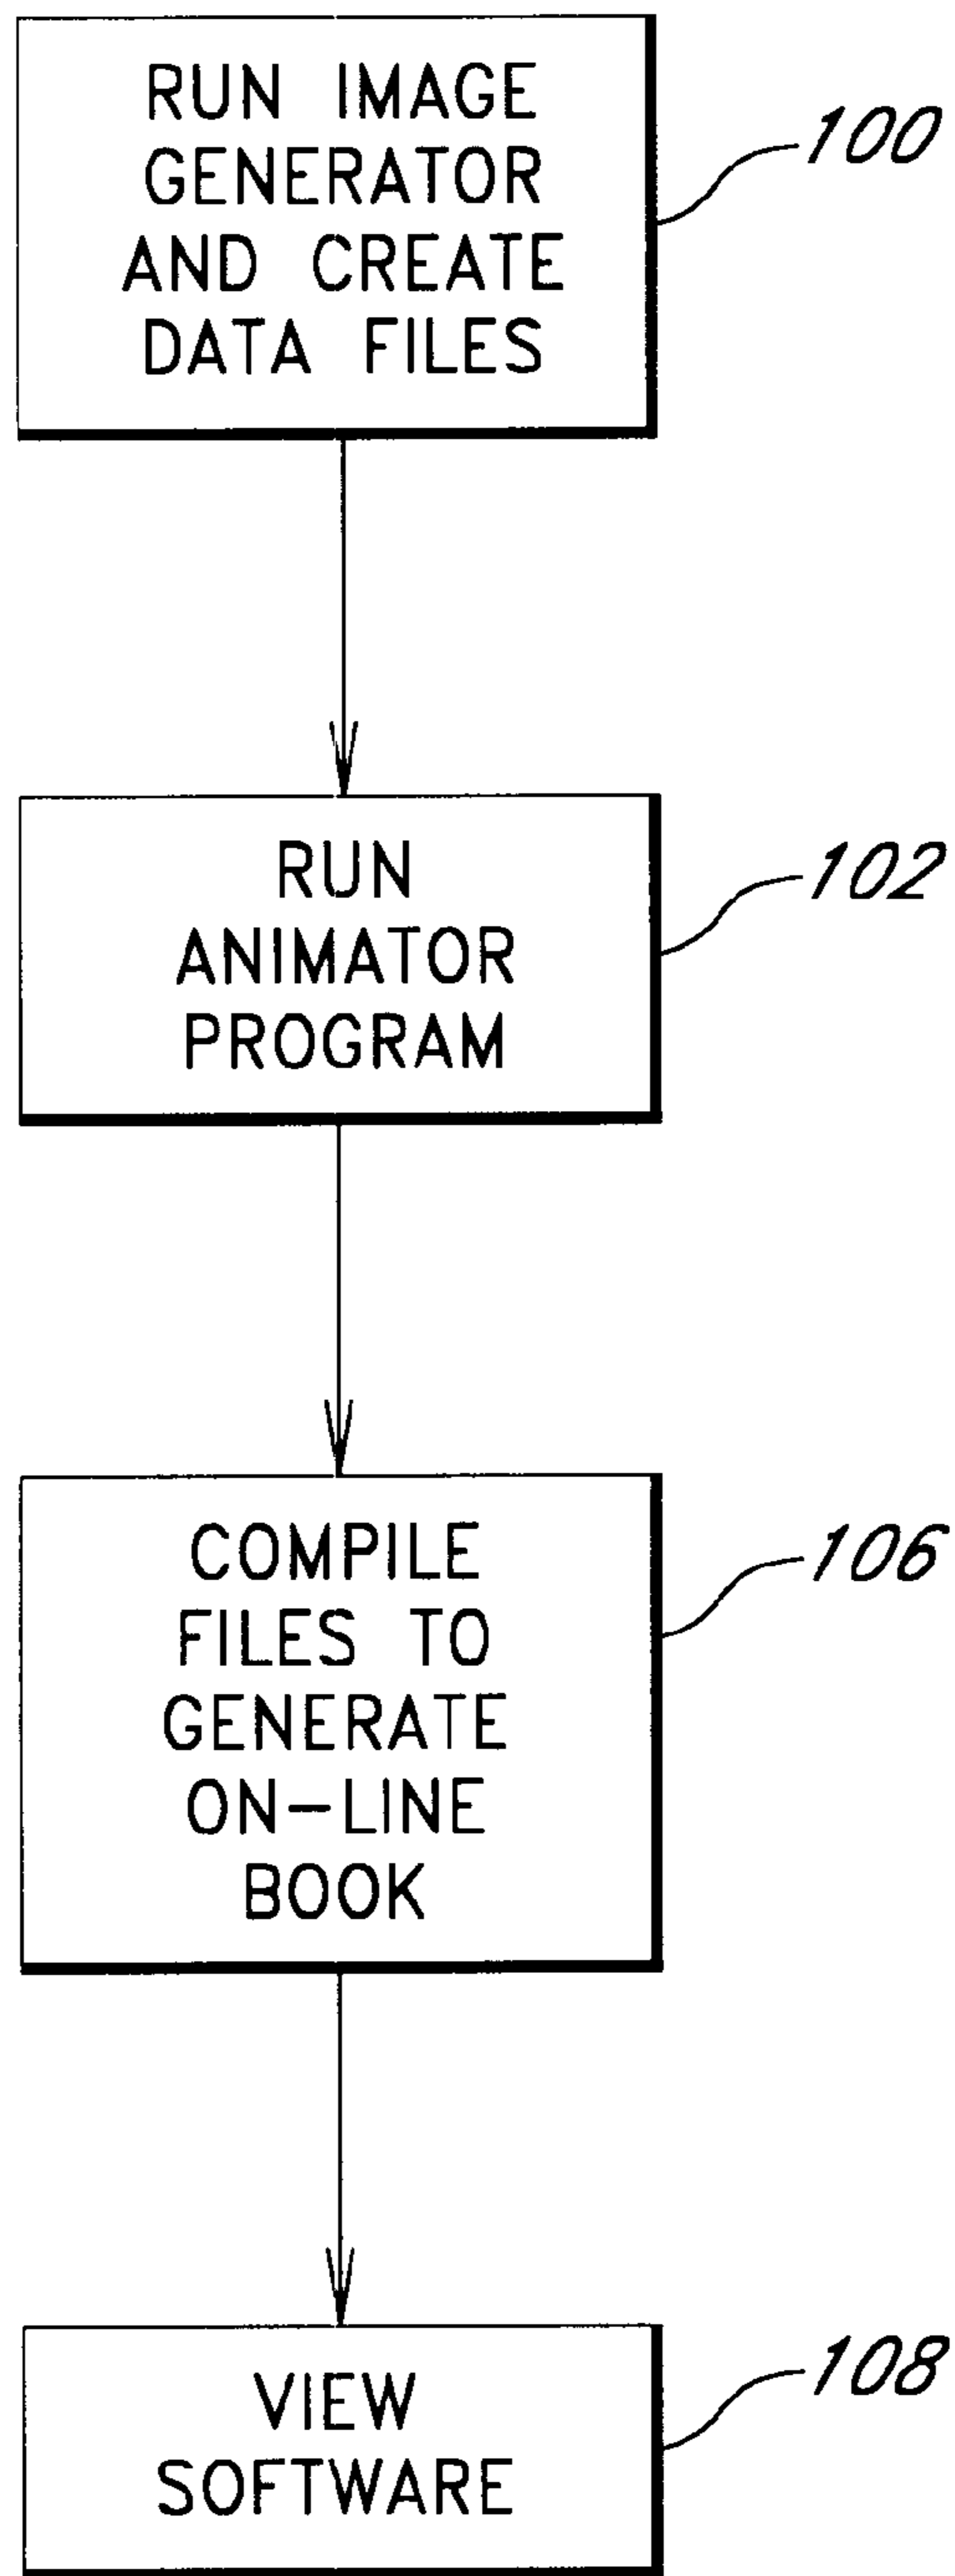 RUN IMAGE
GENERATOR
AND CREATE
DATA FILES
100
RUN
ANIMATOR
PROGRAM
102
COMPILE
FILES TO
GENERATE
ON-LINE
BOOK
106
VIEW
SOFTWARE
108